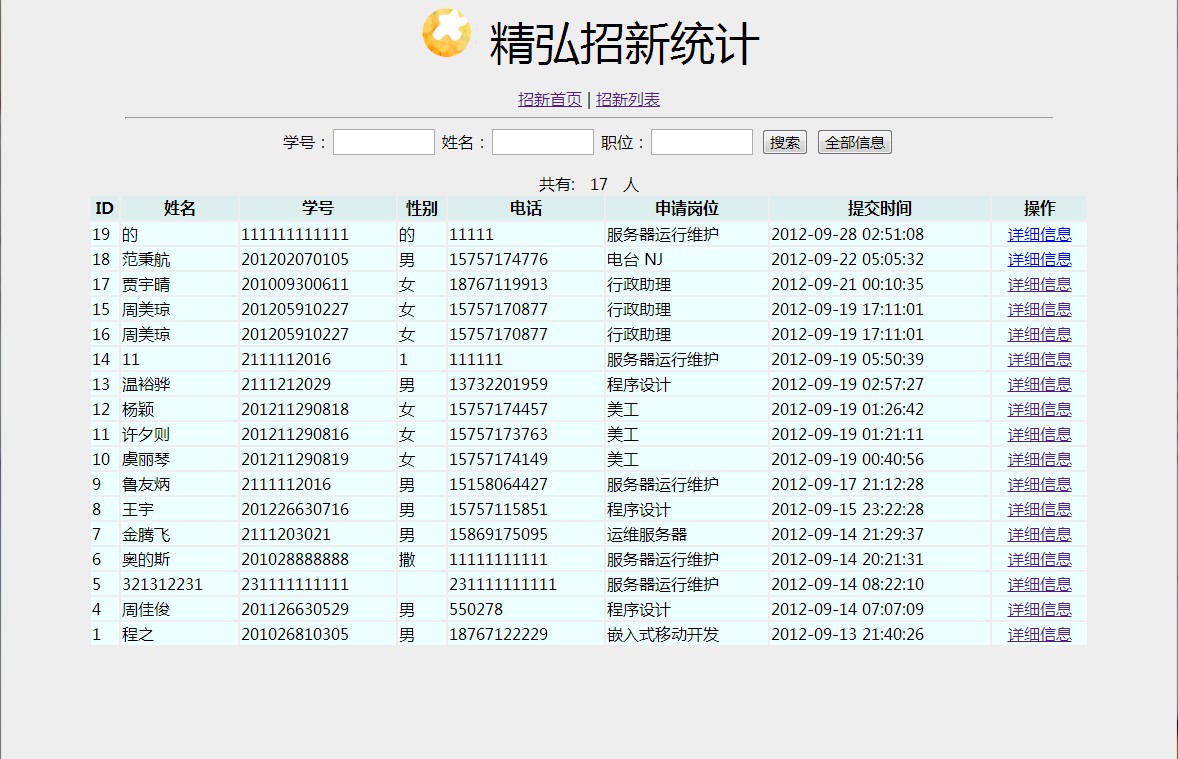 精弘招新统计
招新首页 | 招新列表
学号： 姓名： 职位： 搜索 全部信息
共有: 17 人
ID 姓名 学号 性别 电话 申请岗位 提交时间 操作
19 的 111111111111 的 11111 服务器运行维护 2012-09-28 02:51:08 详细信息
18 范秉航 201202070105 男 15757174776 电台 NJ 2012-09-22 05:05:32 详细信息
17 贾宇晴 201009300611 女 18767119913 行政助理 2012-09-21 00:10:35 详细信息
15 周美琼 201205910227 女 15757170877 行政助理 2012-09-19 17:11:01 详细信息
16 周美琼 201205910227 女 15757170877 行政助理 2012-09-19 17:11:01 详细信息
14 11 2111112016 1 111111 服务器运行维护 2012-09-19 05:50:39 详细信息
13 温裕骅 2111212029 男 13732201959 程序设计 2012-09-19 02:57:27 详细信息
12 杨颖 201211290818 女 15757174457 美工 2012-09-19 01:26:42 详细信息
11 许夕则 201211290816 女 15757173763 美工 2012-09-19 01:21:11 详细信息
10 虞丽琴 201211290819 女 15757174149 美工 2012-09-19 00:40:56 详细信息
9 鲁友炳 2111112016 男 15158064427 服务器运行维护 2012-09-17 21:12:28 详细信息
8 王宇 201226630716 男 15757115851 程序设计 2012-09-15 23:22:28 详细信息
7 金腾飞 2111203021 男 15869175095 运维服务器 2012-09-14 21:29:37 详细信息
6 奥的斯 201028888888 撒 11111111111 服务器运行维护 2012-09-14 20:21:31 详细信息
5 321312231 231111111111 231111111111 服务器运行维护 2012-09-14 08:22:10 详细信息
4 周佳俊 201126630529 男 550278 程序设计 2012-09-14 07:07:09 详细信息
1 程之 201026810305 男 18767122229 嵌入式移动开发 2012-09-13 21:40:26 详细信息